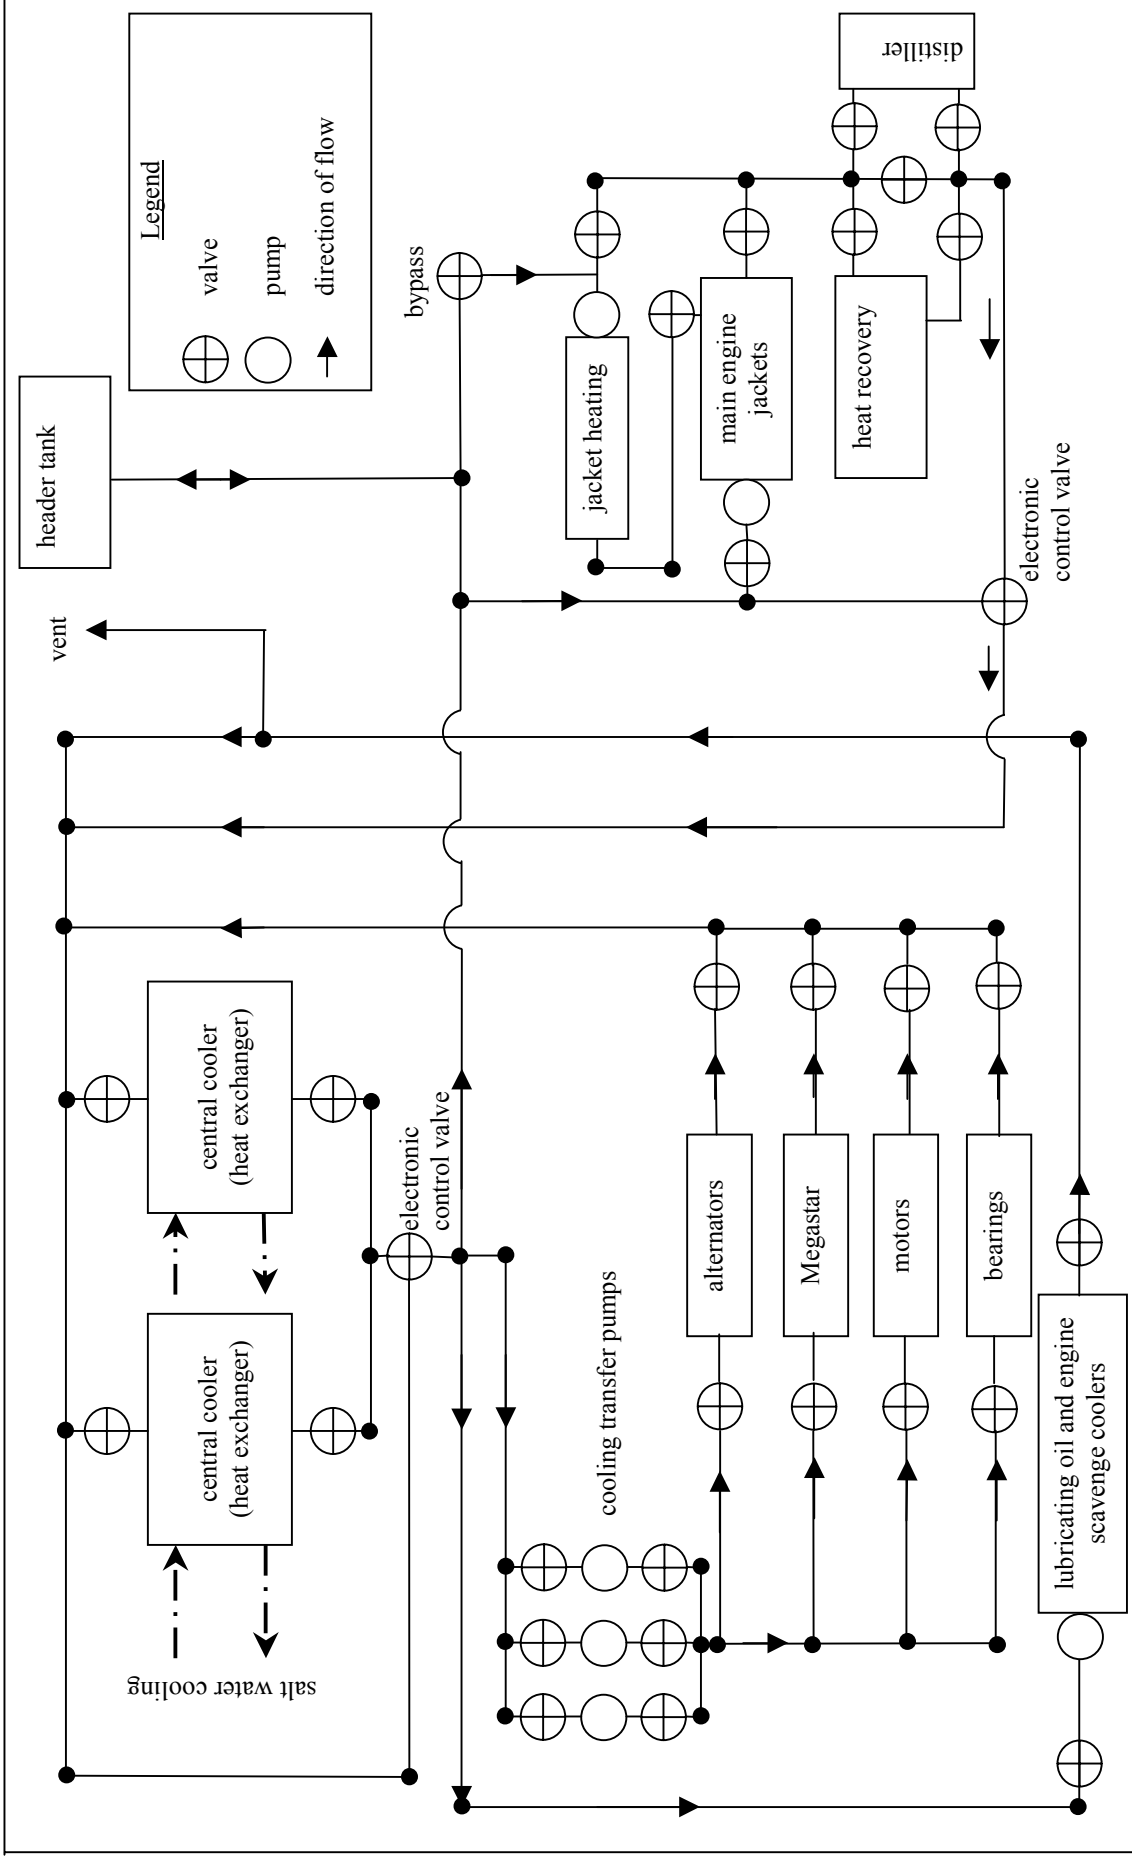 header tank
Legend
valve
pump
direction of flow
vent
bypass
distiller
jacket heating
main engine
jackets
heat recovery
electronic
control valve
central cooler
(heat exchanger)
central cooler
(heat exchanger)
salt water cooling
electronic
control valve
cooling transfer pumps
alternators
Megastar
motors
bearings
lubricating oil and engine
scavenge coolers